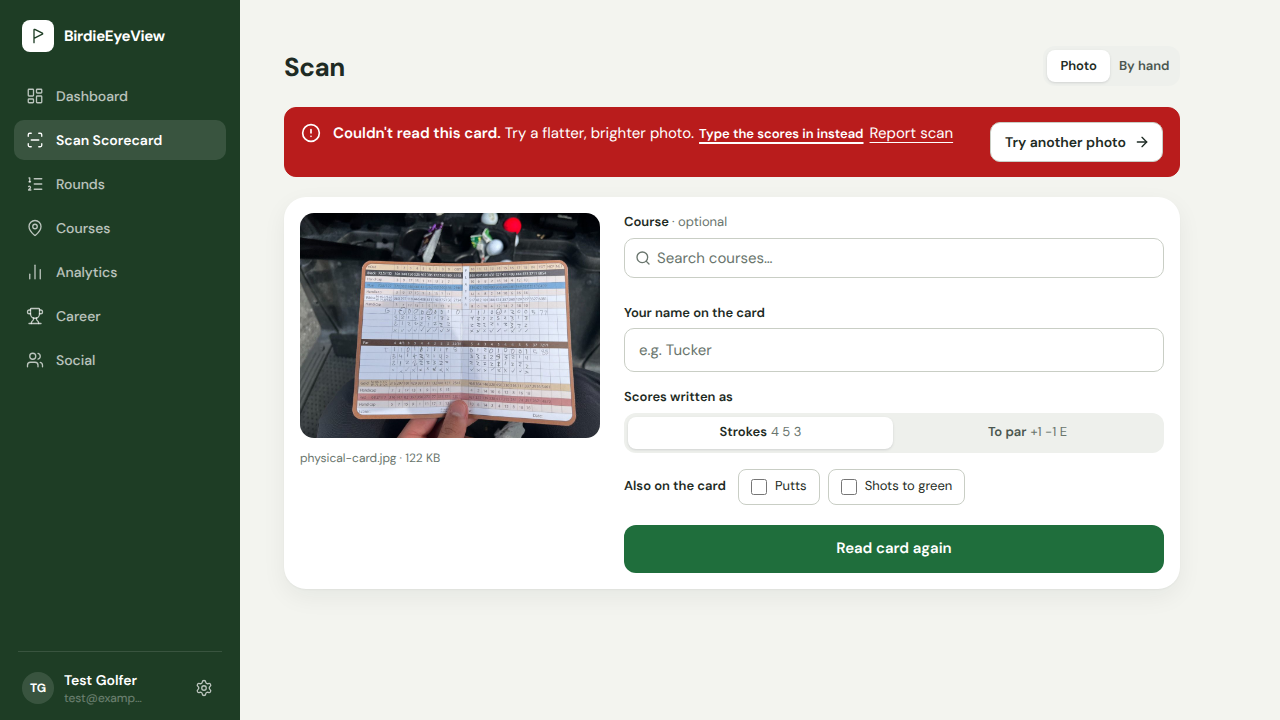 BirdieEyeView
Dashboard
Scan Scorecard
Rounds
Courses
Analytics
Career
Social
TG
Test Golfer
test@examp...
Scan
Photo
By hand
Couldn't read this card. Try a flatter, brighter photo. Type the scores in instead Report scan
Try another photo
physical-card.jpg · 122 KB
Course · optional
Search courses...
Your name on the card
e.g. Tucker
Scores written as
Strokes 4 5 3
To par +1 -1 E
Also on the card
Putts
Shots to green
Read card again